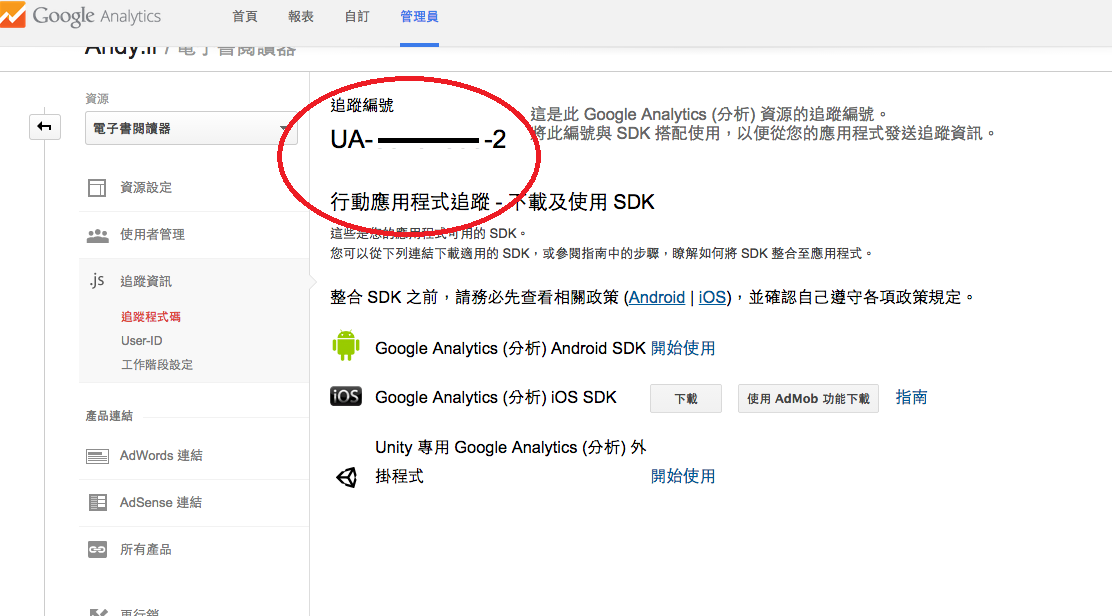 Google Analytics
首頁
報表
自訂
管理員
Andy.li / 電子書閱讀器
資源
電子書閱讀器
資源設定
使用者管理
.js 追蹤資訊
追蹤程式碼
User-ID
工作階段設定
產品連結
AdWords 連結
AdSense 連結
所有產品
再行銷
追蹤編號
UA- -2
這是此 Google Analytics (分析) 資源的追蹤編號。
將此編號與 SDK 搭配使用，以便從您的應用程式發送追蹤資訊。
行動應用程式追蹤 - 下載及使用 SDK
這些是您的應用程式可用的 SDK。
您可以從下列連結下載適用的 SDK，或參閱指南中的步驟，瞭解如何將 SDK 整合至應用程式。
整合 SDK 之前，請務必先查看相關政策 (Android | iOS)，並確認自己遵守各項政策規定。
Google Analytics (分析) Android SDK 開始使用
iOS Google Analytics (分析) iOS SDK 下載 使用 AdMob 功能下載 指南
Unity 專用 Google Analytics (分析) 外
掛程式 開始使用